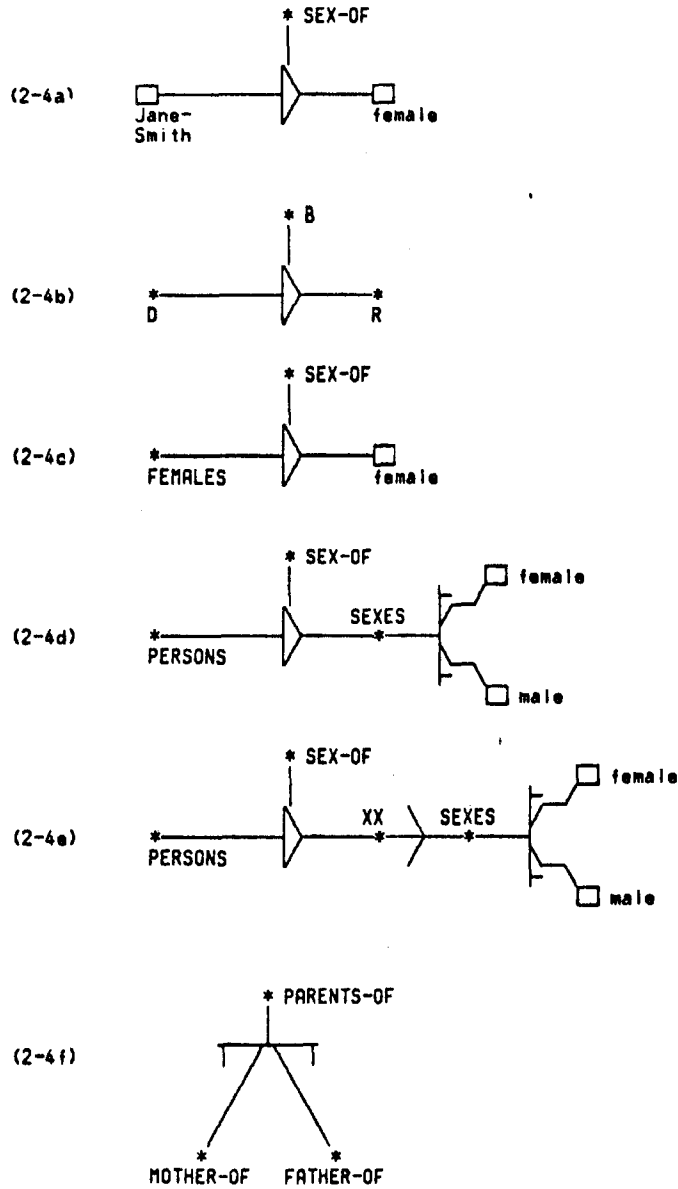 * SEX-OF
(2-4a)
Jane-
Smith
female
* B
(2-4b)
* *
D R
* SEX-OF
(2-4c)
*
FEMALES female
* SEX-OF
female
SEXES
(2-4d)
* *
PERSONS
male
* SEX-OF
female
XX SEXES
(2-4e)
* * *
PERSONS
male
* PARENTS-OF
(2-4f)
* *
MOTHER-OF FATHER-OF